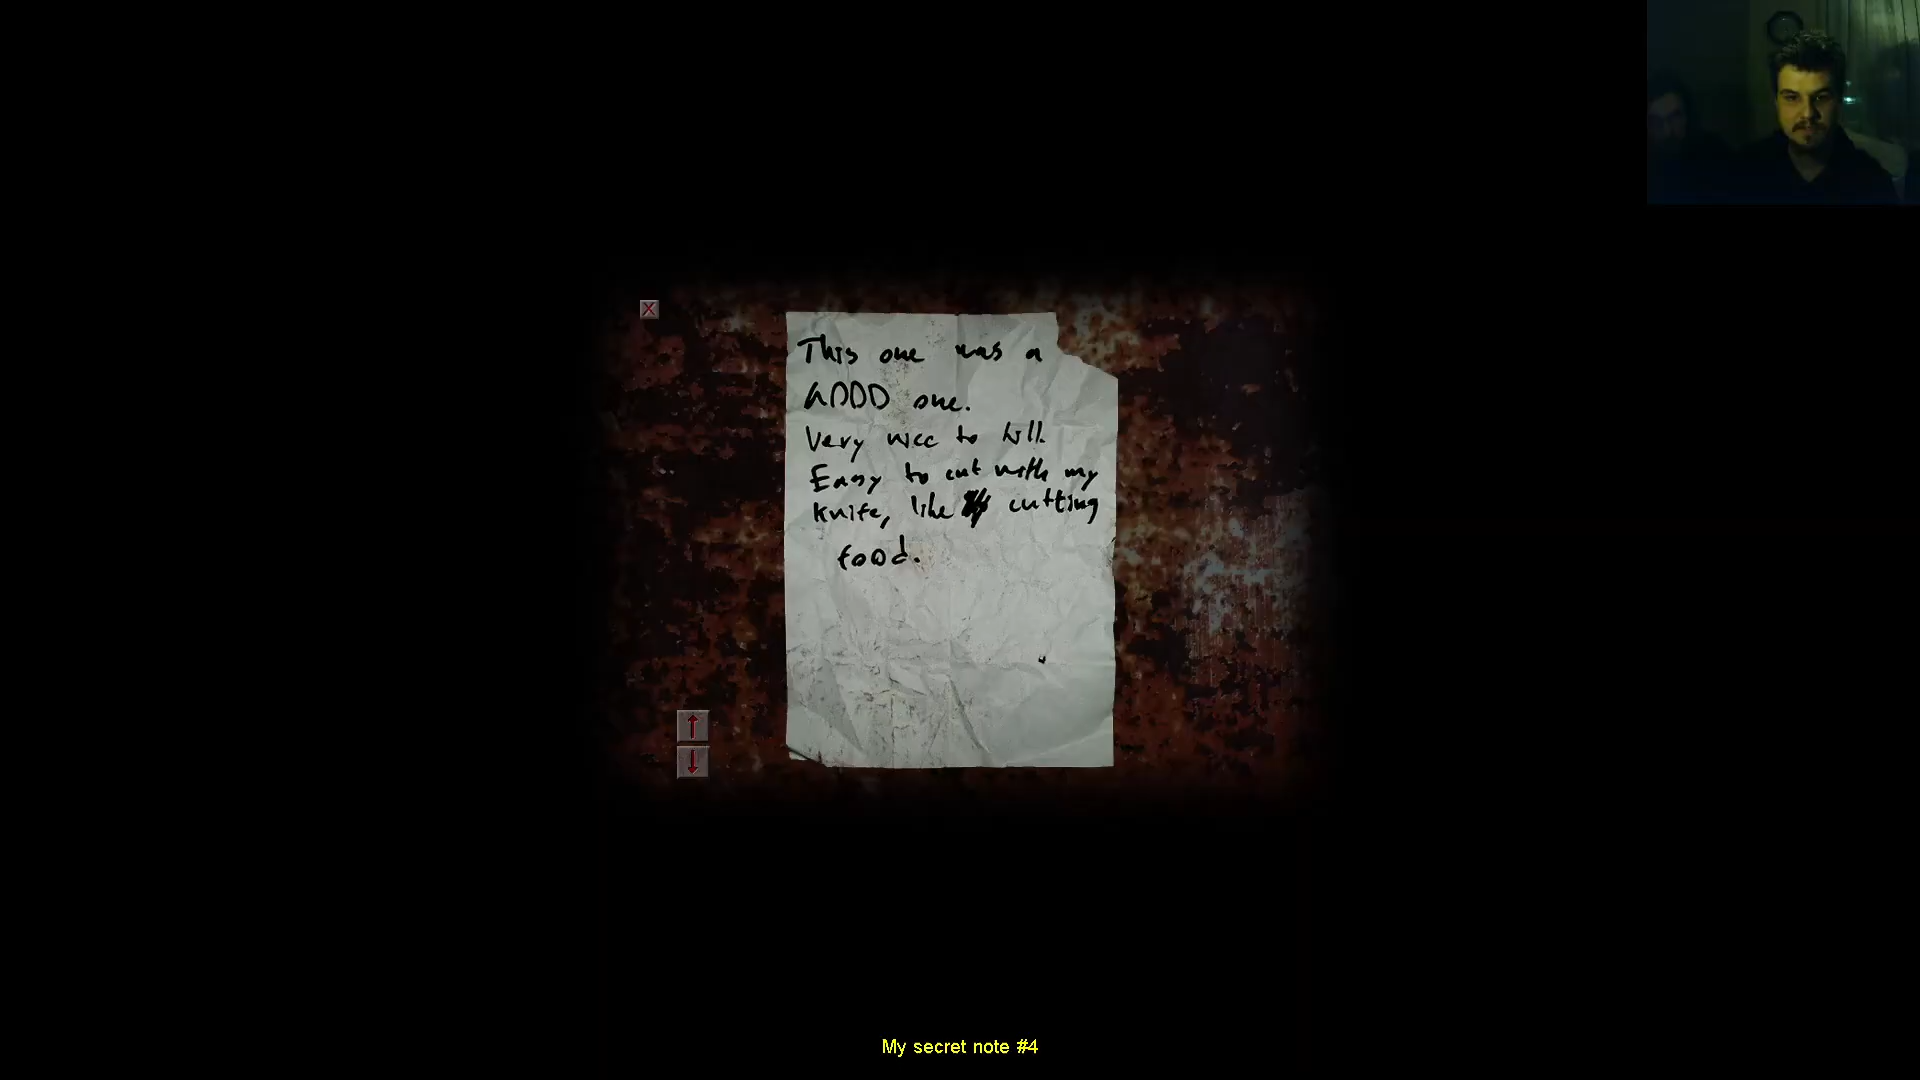 This one was a
GOOD one.
Very nice to kill.
Easy to cut with my
knife, like cutting
food.
My secret note #4